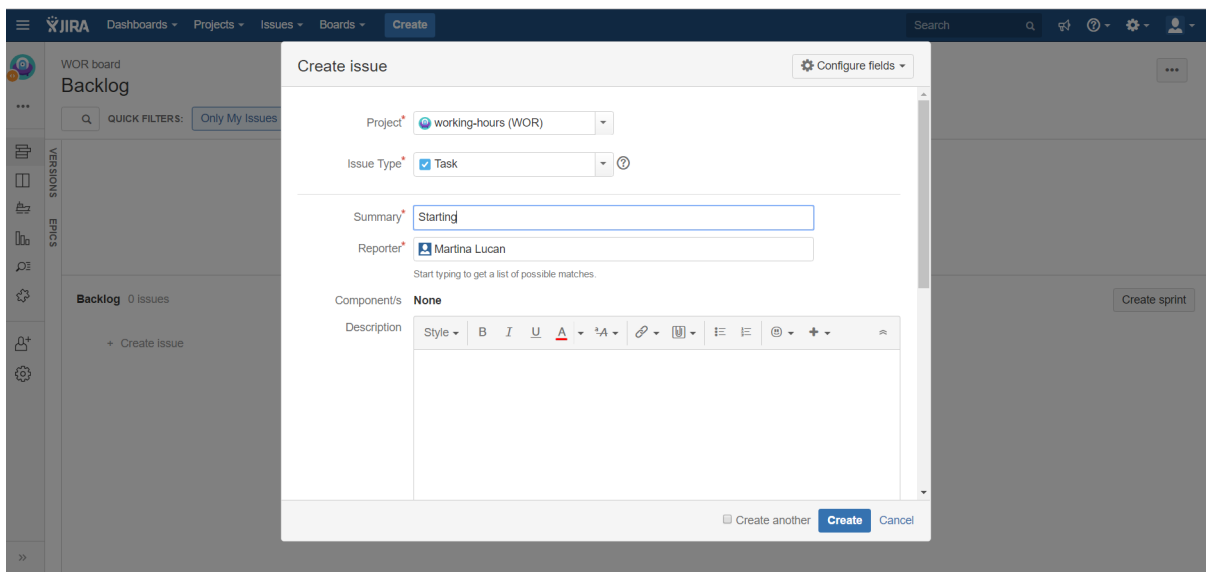 JIRA Dashboards Projects Issues Boards Create Search
WOR board
Backlog
QUICK FILTERS: Only My Issues
VERSIONS
EPICS
Create issue Configure fields
Project* working-hours (WOR)
Issue Type* Task
Summary* Starting
Reporter* Martina Lucan
Start typing to get a list of possible matches.
Component/s None
Description Style B I U A A
Backlog 0 issues Create sprint
+ Create issue
Create another Create Cancel